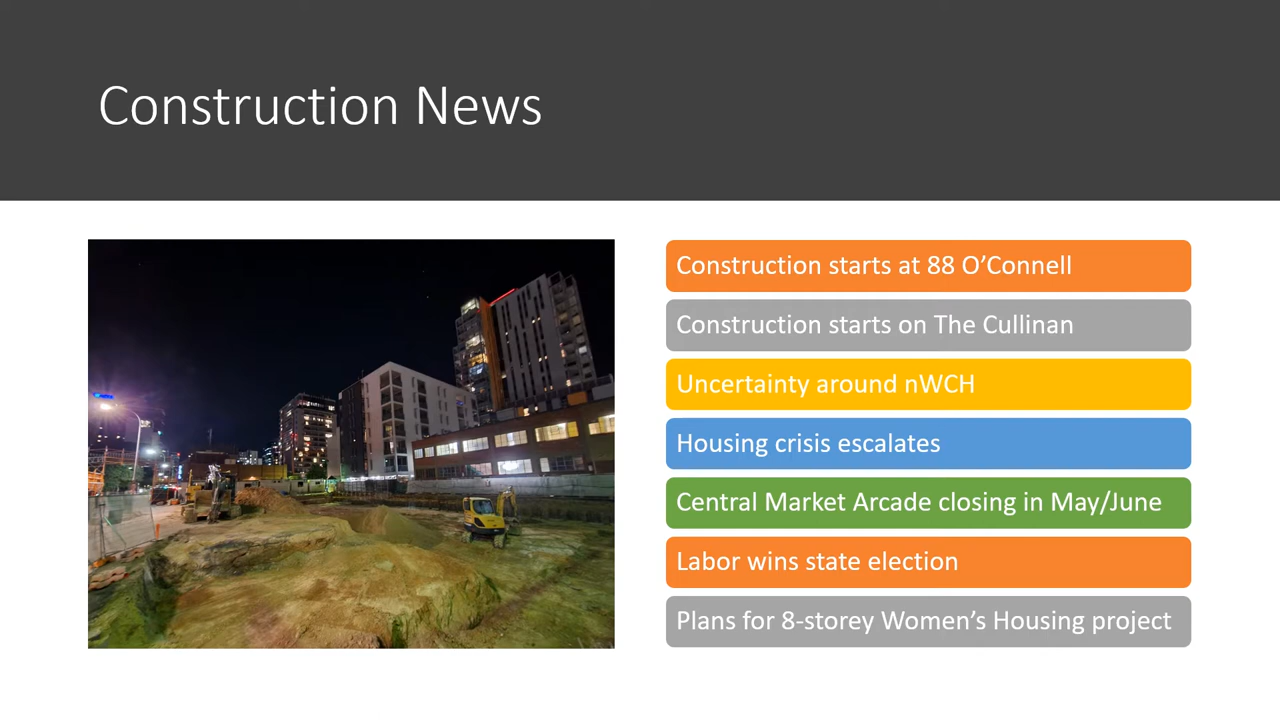 Construction News
Construction starts at 88 O’Connell
Construction starts on The Cullinan
Uncertainty around nWCH
Housing crisis escalates
Central Market Arcade closing in May/June
Labor wins state election
Plans for 8-storey Women’s Housing project